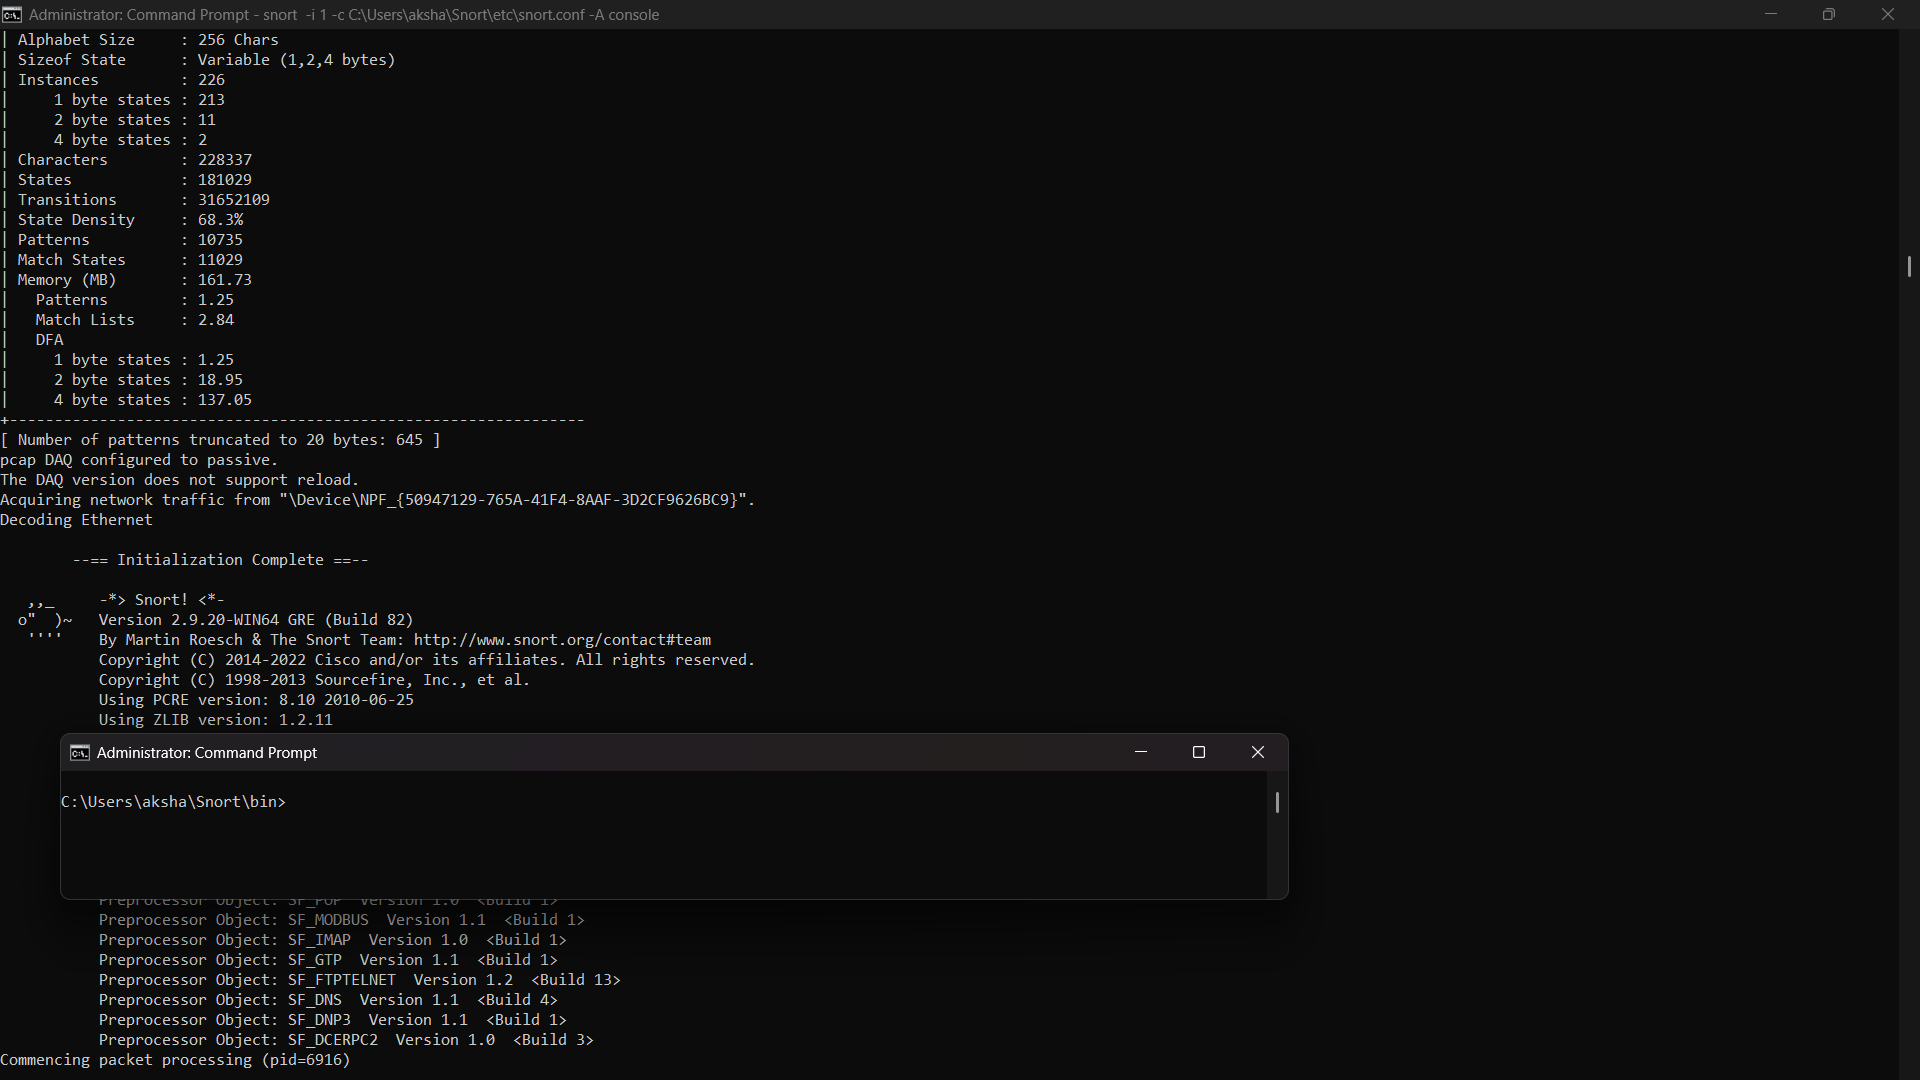 Administrator: Command Prompt - snort  -i 1 -c C:\Users\aksha\Snort\etc\snort.conf -A console
| Alphabet Size     : 256 Chars
| Sizeof State      : Variable (1,2,4 bytes)
| Instances         : 226
|     1 byte states : 213
|     2 byte states : 11
|     4 byte states : 2
| Characters        : 228337
| States            : 181029
| Transitions       : 31652109
| State Density     : 68.3%
| Patterns          : 10735
| Match States      : 11029
| Memory (MB)       : 161.73
|   Patterns        : 1.25
|   Match Lists     : 2.84
|   DFA
|     1 byte states : 1.25
|     2 byte states : 18.95
|     4 byte states : 137.05
+----------------------------------------------------------------
[ Number of patterns truncated to 20 bytes: 645 ]
pcap DAQ configured to passive.
The DAQ version does not support reload.
Acquiring network traffic from "\Device\NPF_{50947129-765A-41F4-8AAF-3D2CF9626BC9}".
Decoding Ethernet
        --== Initialization Complete ==--
   ,,_     -*> Snort! <*-
  o"  )~   Version 2.9.20-WIN64 GRE (Build 82)
   ''''    By Martin Roesch & The Snort Team: http://www.snort.org/contact#team
           Copyright (C) 2014-2022 Cisco and/or its affiliates. All rights reserved.
           Copyright (C) 1998-2013 Sourcefire, Inc., et al.
           Using PCRE version: 8.10 2010-06-25
           Using ZLIB version: 1.2.11
Administrator: Command Prompt
C:\Users\aksha\Snort\bin>
           Preprocessor Object: SF_POP  Version 1.0  <Build 1>
           Preprocessor Object: SF_MODBUS  Version 1.1  <Build 1>
           Preprocessor Object: SF_IMAP  Version 1.0  <Build 1>
           Preprocessor Object: SF_GTP  Version 1.1  <Build 1>
           Preprocessor Object: SF_FTPTELNET  Version 1.2  <Build 13>
           Preprocessor Object: SF_DNS  Version 1.1  <Build 4>
           Preprocessor Object: SF_DNP3  Version 1.1  <Build 1>
           Preprocessor Object: SF_DCERPC2  Version 1.0  <Build 3>
Commencing packet processing (pid=6916)